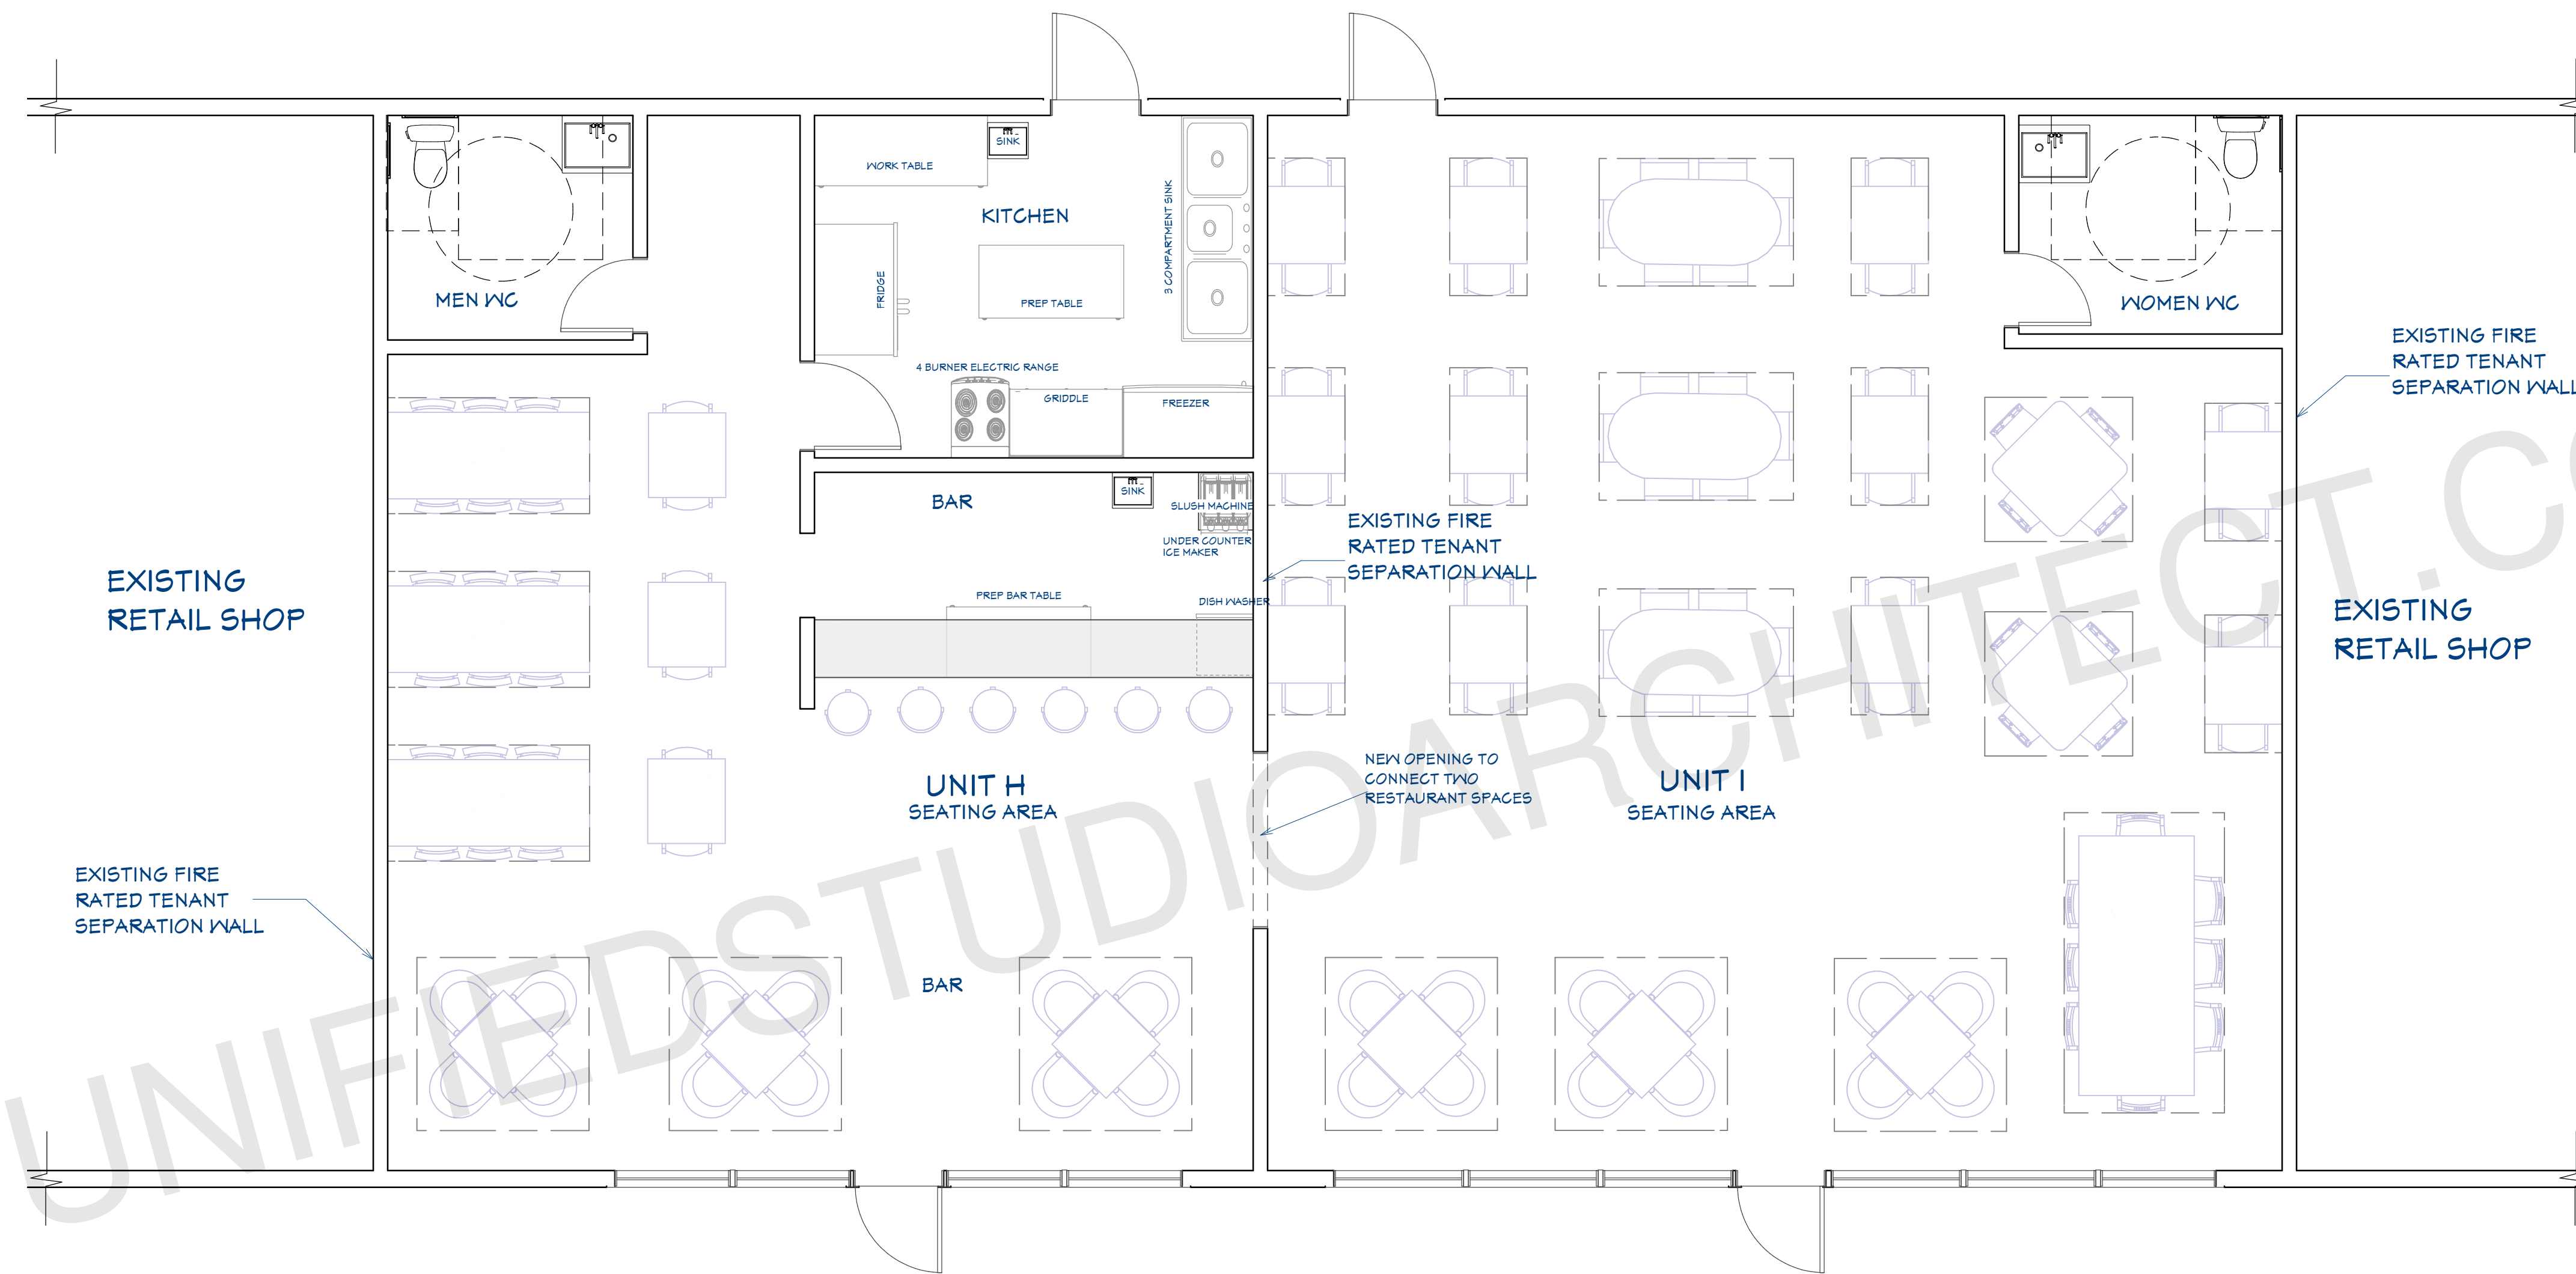 SINK
WORK TABLE
KITCHEN
3 COMPARTMENT SINK
FRIDGE
PREP TABLE
MEN WC
WOMEN WC
4 BURNER ELECTRIC RANGE
GRIDDLE
FREEZER
EXISTING FIRE
RATED TENANT
SEPARATION WALL
BAR
SINK
SLUSH MACHINE
UNDER COUNTER
ICE MAKER
PREP BAR TABLE
DISH WASHER
EXISTING FIRE
RATED TENANT
SEPARATION WALL
EXISTING
RETAIL SHOP
EXISTING
RETAIL SHOP
UNIT H
SEATING AREA
NEW OPENING TO
CONNECT TWO
RESTAURANT SPACES
UNIT I
SEATING AREA
EXISTING FIRE
RATED TENANT
SEPARATION WALL
BAR
UNIFIEDSTUDIOARCHITECT.CO